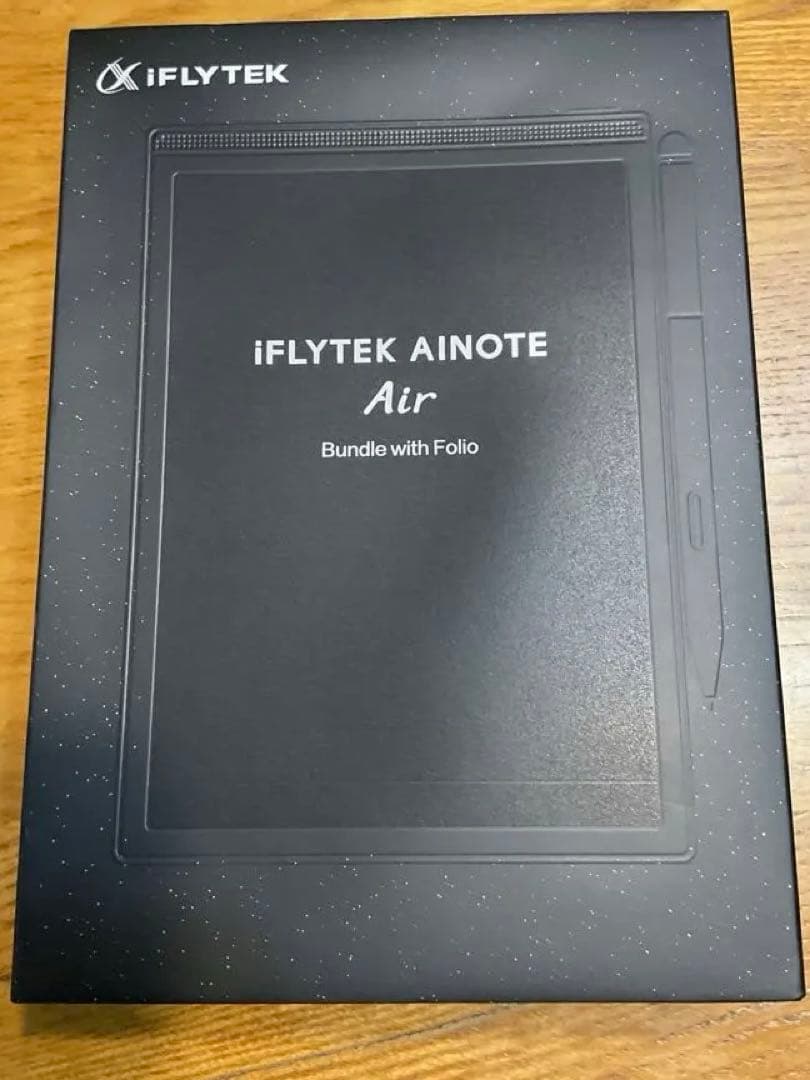 iFLYTEK
iFLYTEK AINOTE
Air
Bundle with Folio